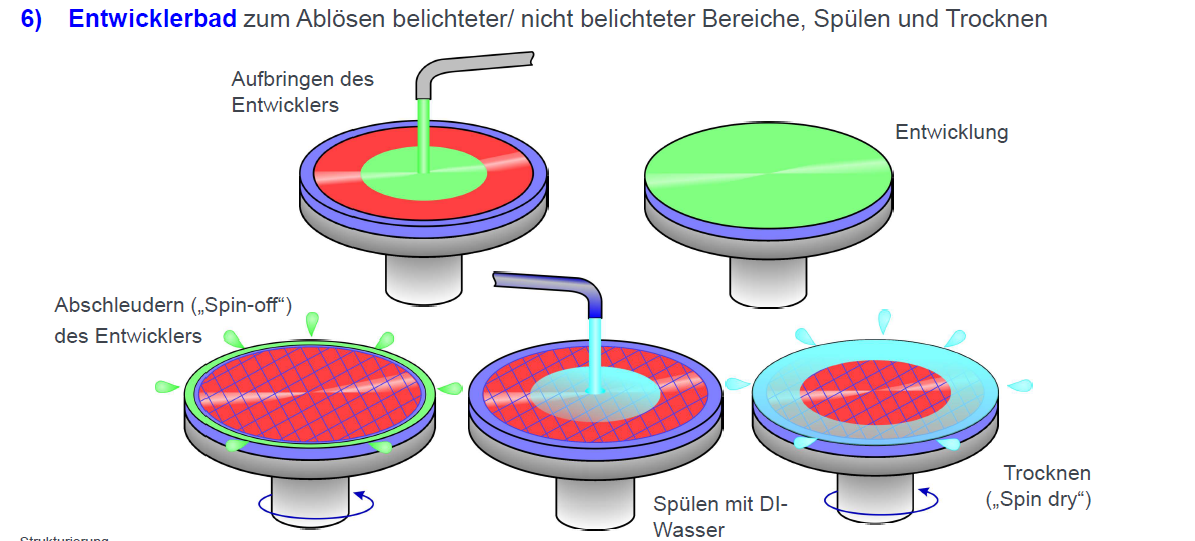 6) Entwicklerbad zum Ablösen belichteter/ nicht belichteter Bereiche, Spülen und Trocknen
Aufbringen des
Entwicklers
Entwicklung
Abschleudern („Spin-off“)
des Entwicklers
Spülen mit DI-
Wasser
Trocknen
(„Spin dry“)
Strukturierung